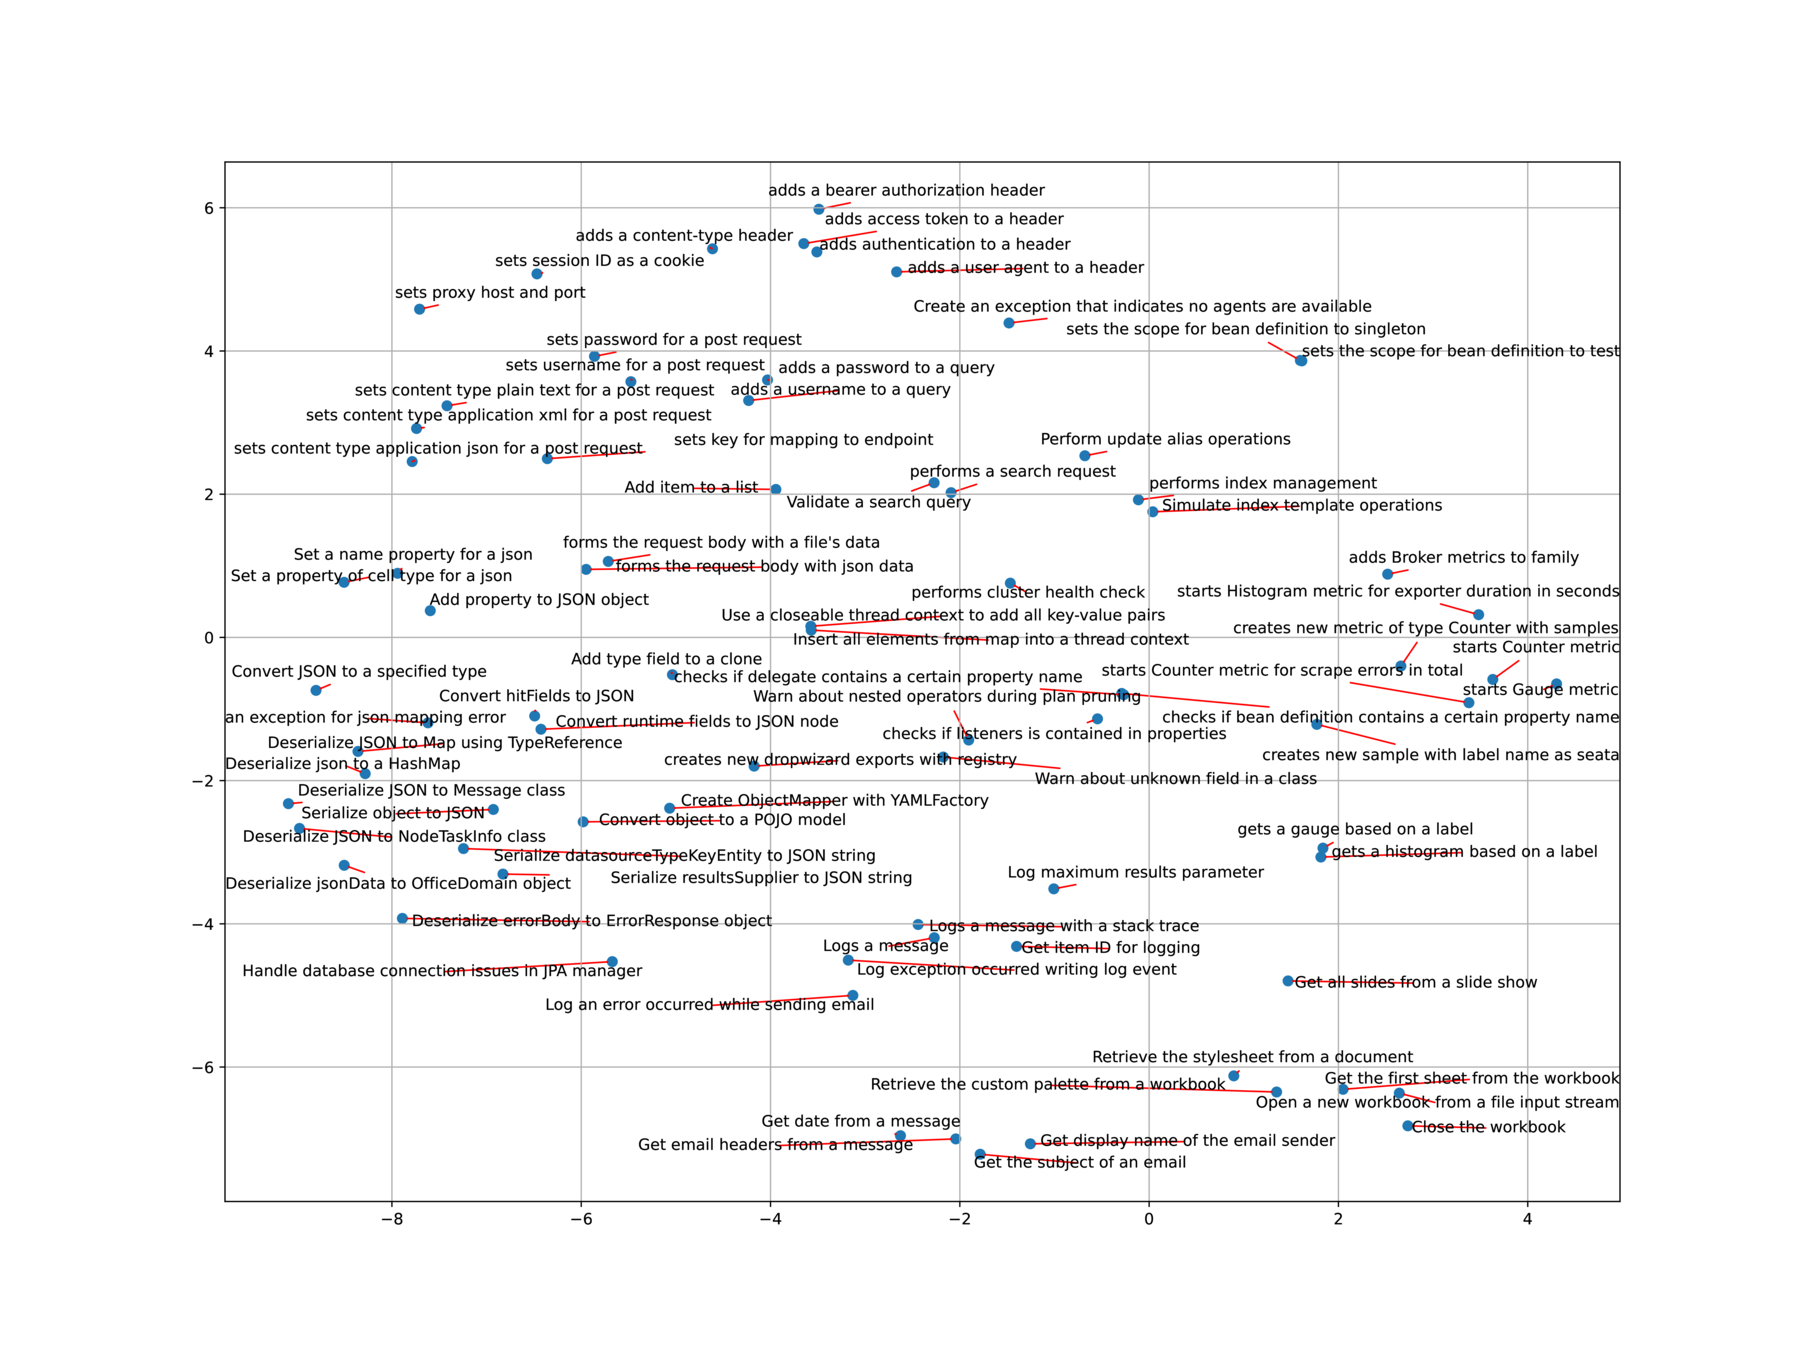 adds a bearer authorization header
6
adds access token to a header
adds a content-type header
adds authentication to a header
sets session ID as a cookie
adds a user agent to a header
sets proxy host and port
Create an exception that indicates no agents are available
sets the scope for bean definition to singleton
sets password for a post request
4
sets the scope for bean definition to test
sets username for a post request
adds a password to a query
sets content type plain text for a post request
adds a username to a query
sets content type application xml for a post request
sets key for mapping to endpoint
Perform update alias operations
sets content type application json for a post request
performs a search request
performs index management
Add item to a list
2
Validate a search query
Simulate index template operations
forms the request body with a file's data
Set a name property for a json
adds Broker metrics to family
forms the request body with json data
Set a property of cell type for a json
performs cluster health check
starts Histogram metric for exporter duration in seconds
Add property to JSON object
Use a closeable thread context to add all key-value pairs
creates new metric of type Counter with samples
0
Insert all elements from map into a thread context
starts Counter metric
Add type field to a clone
Convert JSON to a specified type
starts Counter metric for scrape errors in total
checks if delegate contains a certain property name
starts Gauge metric
Convert hitFields to JSON
Warn about nested operators during plan pruning
an exception for json mapping error
Convert runtime fields to JSON node
checks if bean definition contains a certain property name
checks if listeners is contained in properties
Deserialize JSON to Map using TypeReference
creates new sample with label name as seata
Deserialize json to a HashMap
creates new dropwizard exports with registry
−2
Warn about unknown field in a class
Deserialize JSON to Message class
Create ObjectMapper with YAMLFactory
Serialize object to JSON
Convert object to a POJO model
gets a gauge based on a label
Deserialize JSON to NodeTaskInfo class
gets a histogram based on a label
Serialize datasourceTypeKeyEntity to JSON string
Log maximum results parameter
Serialize resultsSupplier to JSON string
Deserialize jsonData to OfficeDomain object
Deserialize errorBody to ErrorResponse object
−4
Logs a message with a stack trace
Logs a message
Get item ID for logging
Handle database connection issues in JPA manager
Log exception occurred writing log event
Get all slides from a slide show
Log an error occurred while sending email
Retrieve the stylesheet from a document
−6
Get the first sheet from the workbook
Retrieve the custom palette from a workbook
Open a new workbook from a file input stream
Get date from a message
Close the workbook
Get email headers from a message
Get display name of the email sender
Get the subject of an email
−8 −6 −4 −2 0 2 4